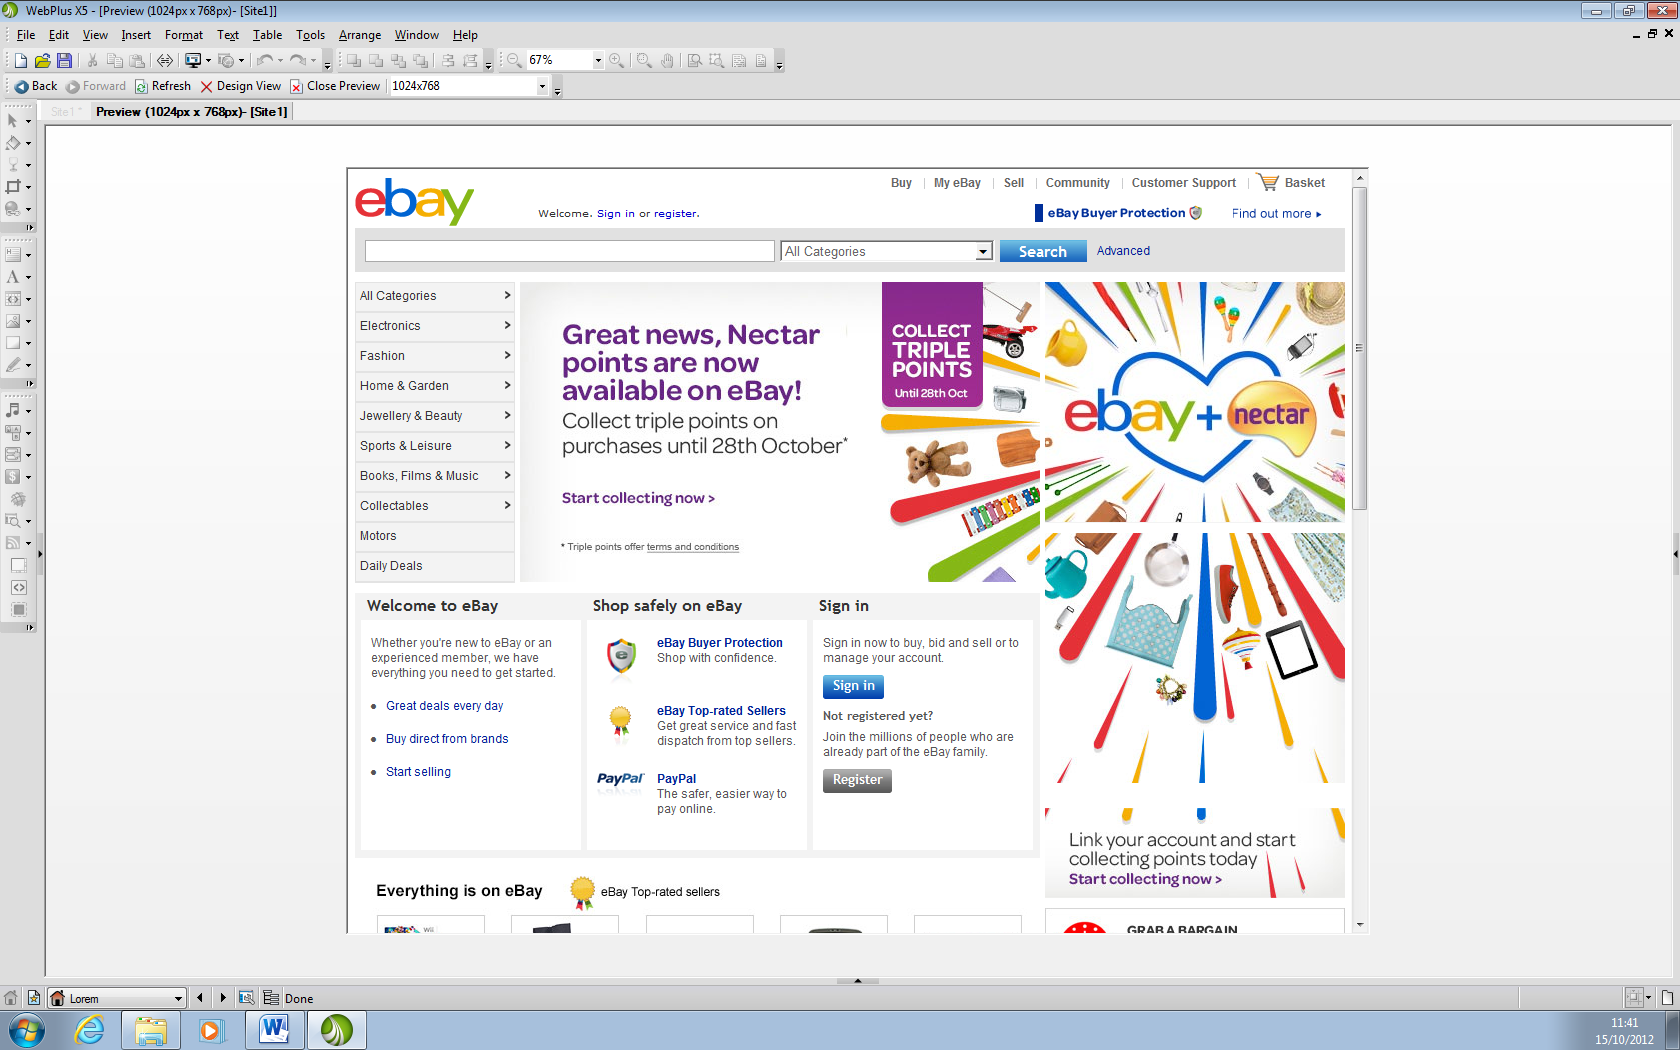 WebPlus X5 - [Preview (1024px x 768px)- [Site1]]
File Edit View Insert Format Text Table Tools Arrange Window Help
67%
Back Forward Refresh Design View Close Preview 1024x768
Site1 * Preview (1024px x 768px)- [Site1]
ebay
Buy My eBay Sell Community Customer Support Basket
Welcome. Sign in or register.
eBay Buyer Protection Find out more
All Categories Search Advanced
All Categories
Electronics
Fashion
Home & Garden
Jewellery & Beauty
Sports & Leisure
Books, Films & Music
Collectables
Motors
Daily Deals
Great news, Nectar
points are now
available on eBay!
Collect triple points on
purchases until 28th October*
Start collecting now >
* Triple points offer terms and conditions
COLLECT
TRIPLE
POINTS
Until 28th Oct
ebay + nectar
Welcome to eBay
Whether you're new to eBay or an
experienced member, we have
everything you need to get started.
Great deals every day
Buy direct from brands
Start selling
Shop safely on eBay
eBay Buyer Protection
Shop with confidence.
eBay Top-rated Sellers
Get great service and fast
dispatch from top sellers.
PayPal
PayPal
The safer, easier way to
pay online.
Sign in
Sign in now to buy, bid and sell or to
manage your account.
Sign in
Not registered yet?
Join the millions of people who are
already part of the eBay family.
Register
Link your account and start
collecting points today
Start collecting now >
Everything is on eBay
eBay Top-rated sellers
Wii
GRAB A BARGAIN
Lorem
Done
11:41
15/10/2012